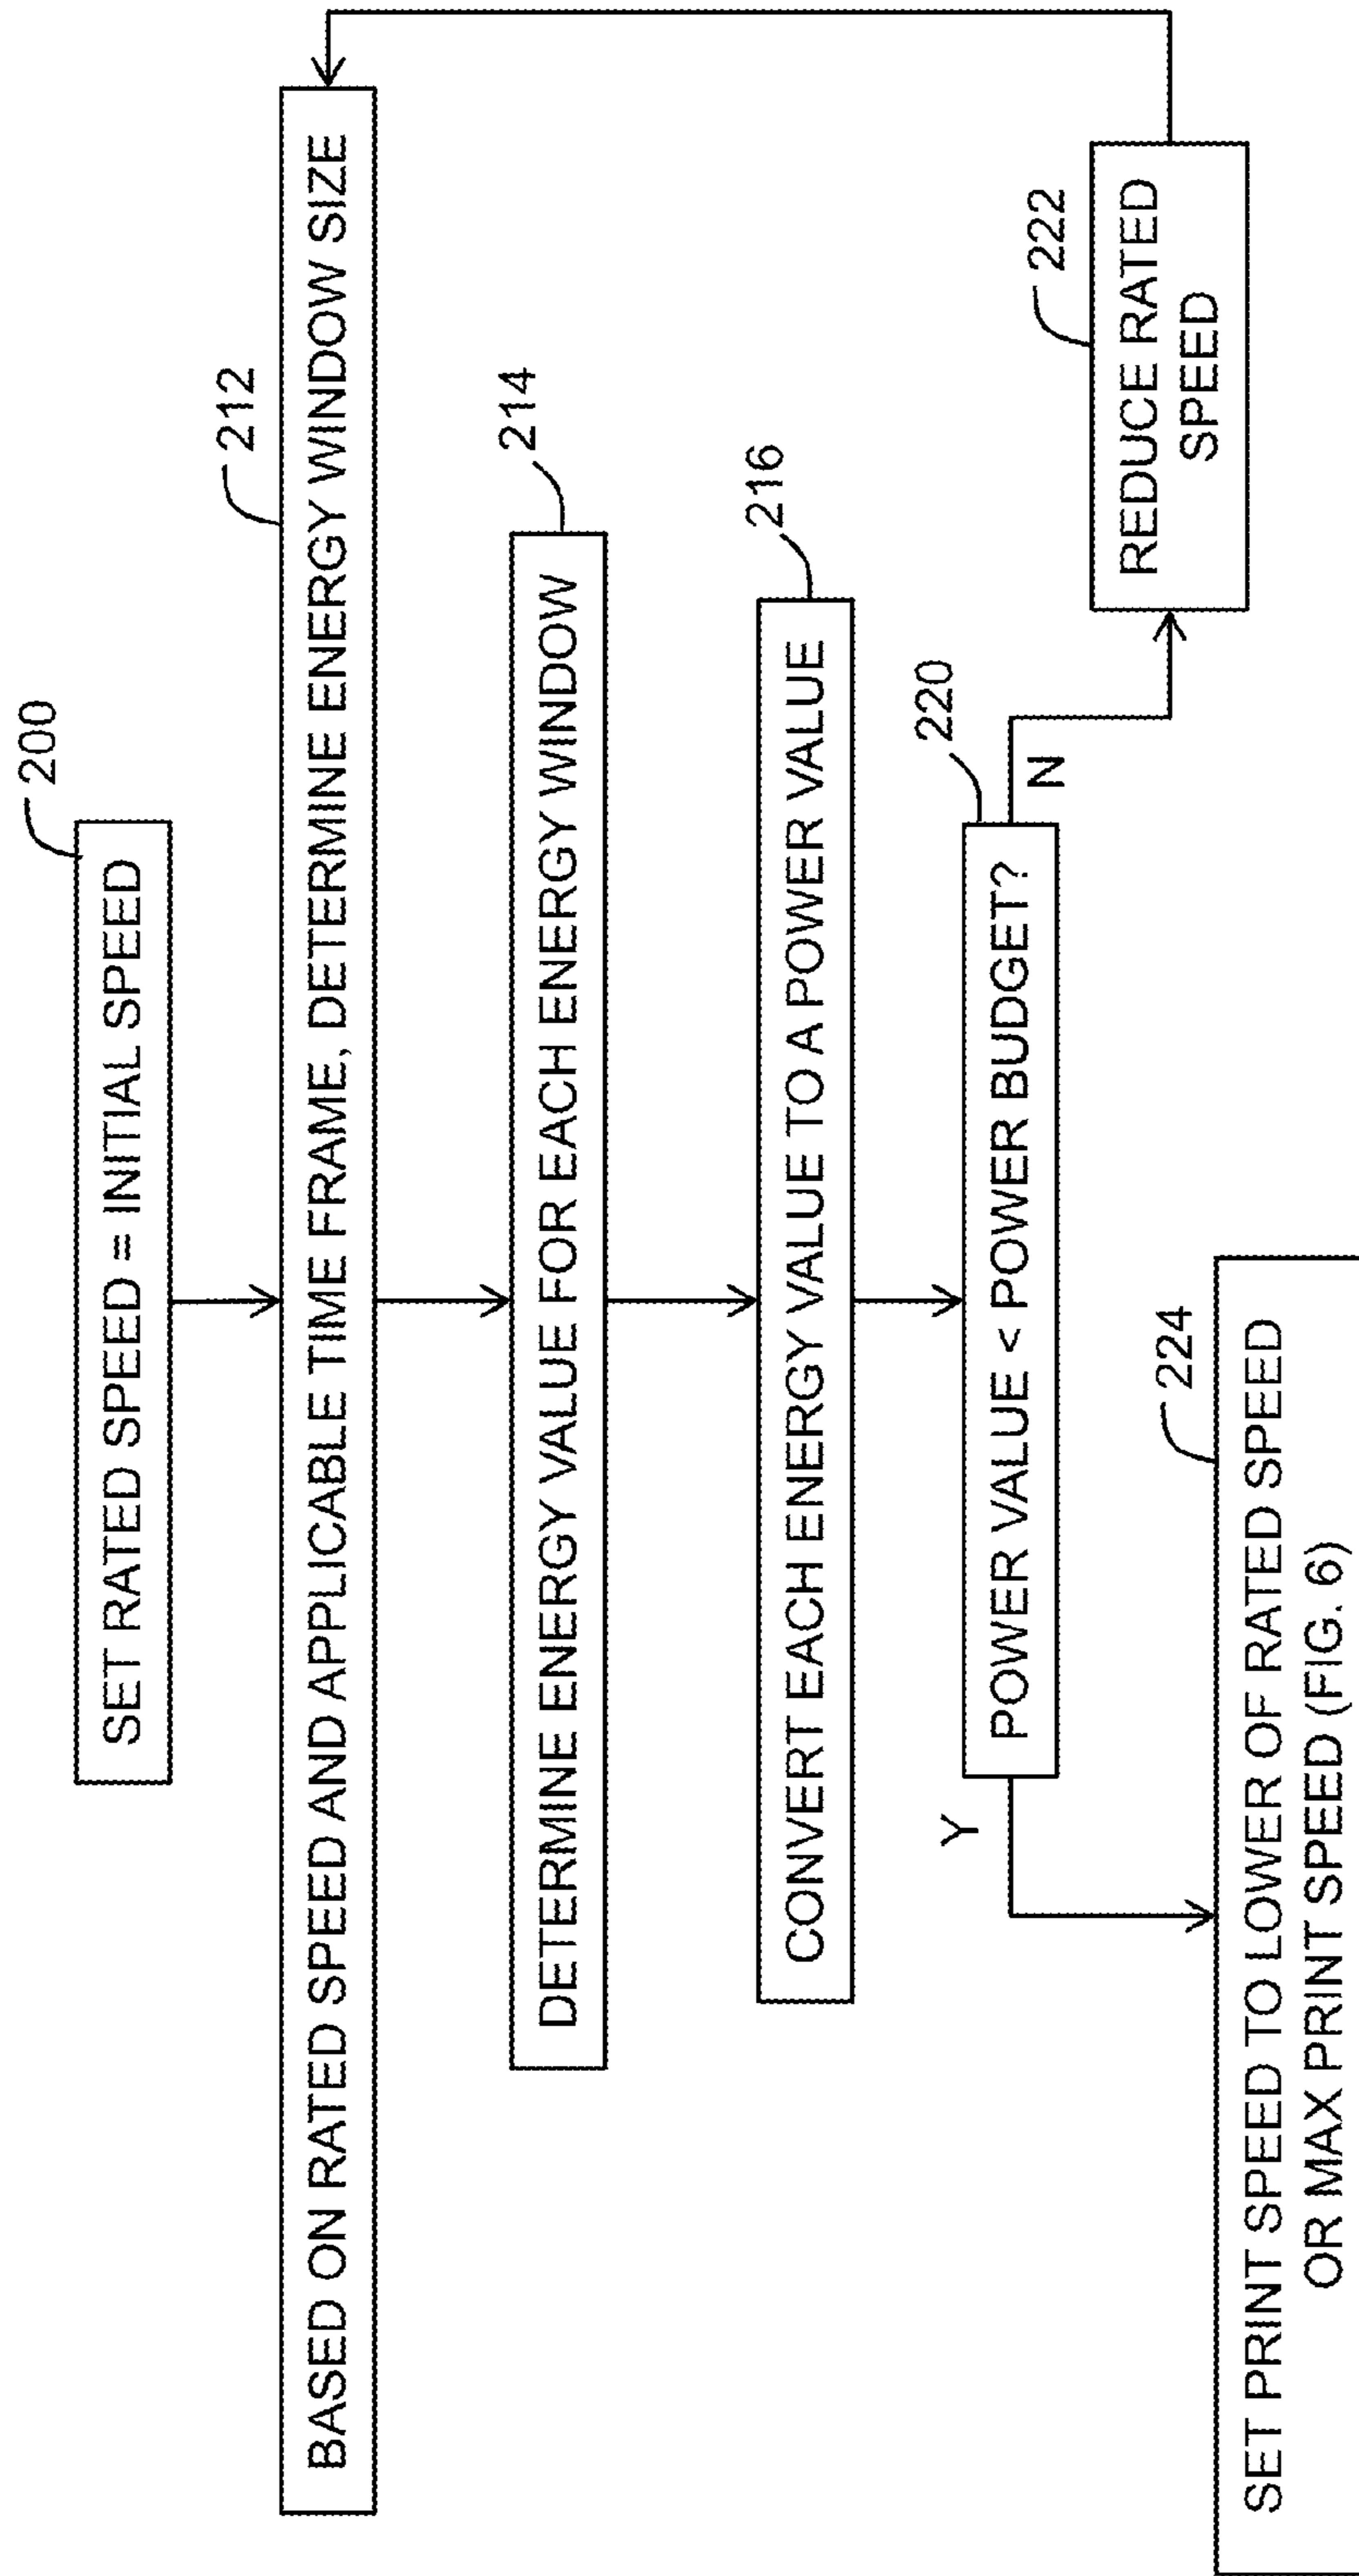 200
SET RATED SPEED = INITIAL SPEED
212
BASED ON RATED SPEED AND APPLICABLE TIME FRAME, DETERMINE ENERGY WINDOW SIZE
214
DETERMINE ENERGY VALUE FOR EACH ENERGY WINDOW
216
CONVERT EACH ENERGY VALUE TO A POWER VALUE
220
POWER VALUE < POWER BUDGET?
Y
N
222
REDUCE RATED
SPEED
224
SET PRINT SPEED TO LOWER OF RATED SPEED
OR MAX PRINT SPEED (FIG. 6)